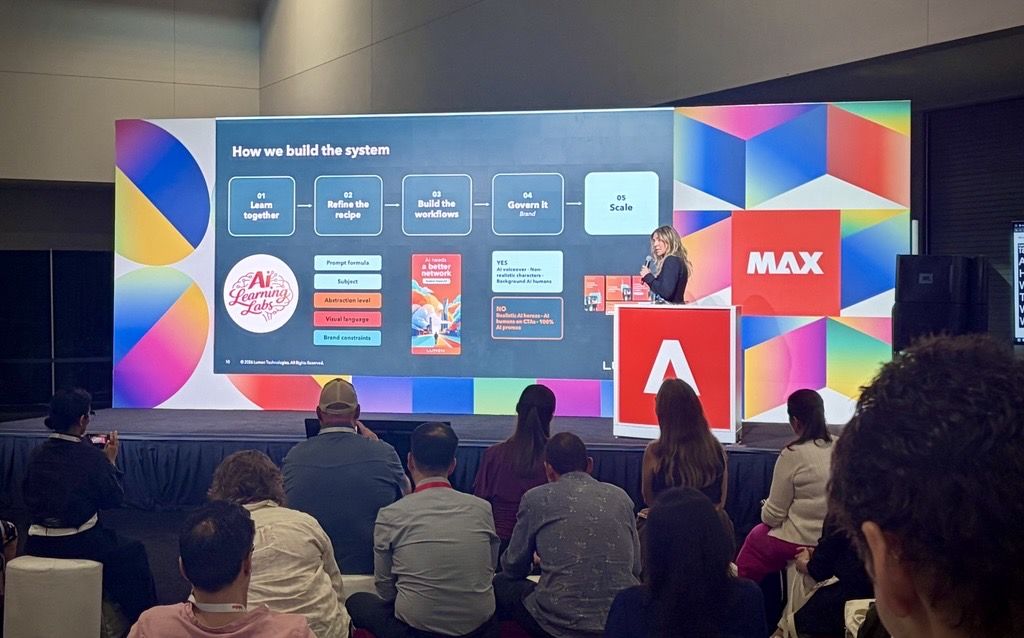 How we build the system
01
Learn
together
02
Refine the
recipe
03
Build the
workflows
04
Govern it
Brand
05
Scale
Ai
Learning
Labs
Prompt formula
Subject
Abstraction level
Visual language
Brand constraints
AI needs
a better
network
LUMEN
YES
AI voiceover - Non-
realistic characters -
Background AI humans
NO
Realistic AI heroes - AI
humans on CTAs - 100%
AI process
10 © 2026 Lumen Technologies. All Rights Reserved.
MAX